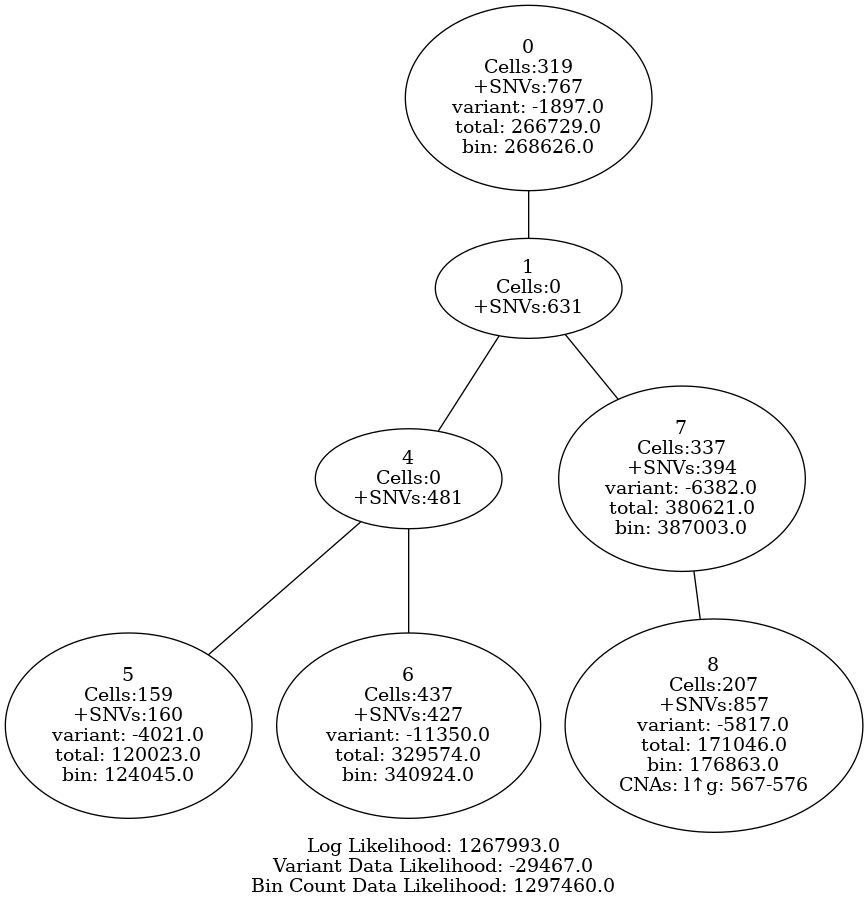 0
Cells:319
+SNVs:767
variant: -1897.0
total: 266729.0
bin: 268626.0
1
Cells:0
+SNVs:631
4
Cells:0
+SNVs:481
7
Cells:337
+SNVs:394
variant: -6382.0
total: 380621.0
bin: 387003.0
5
Cells:159
+SNVs:160
variant: -4021.0
total: 120023.0
bin: 124045.0
6
Cells:437
+SNVs:427
variant: -11350.0
total: 329574.0
bin: 340924.0
8
Cells:207
+SNVs:857
variant: -5817.0
total: 171046.0
bin: 176863.0
CNAs: l↑g: 567-576
Log Likelihood: 1267993.0
Variant Data Likelihood: -29467.0
Bin Count Data Likelihood: 1297460.0